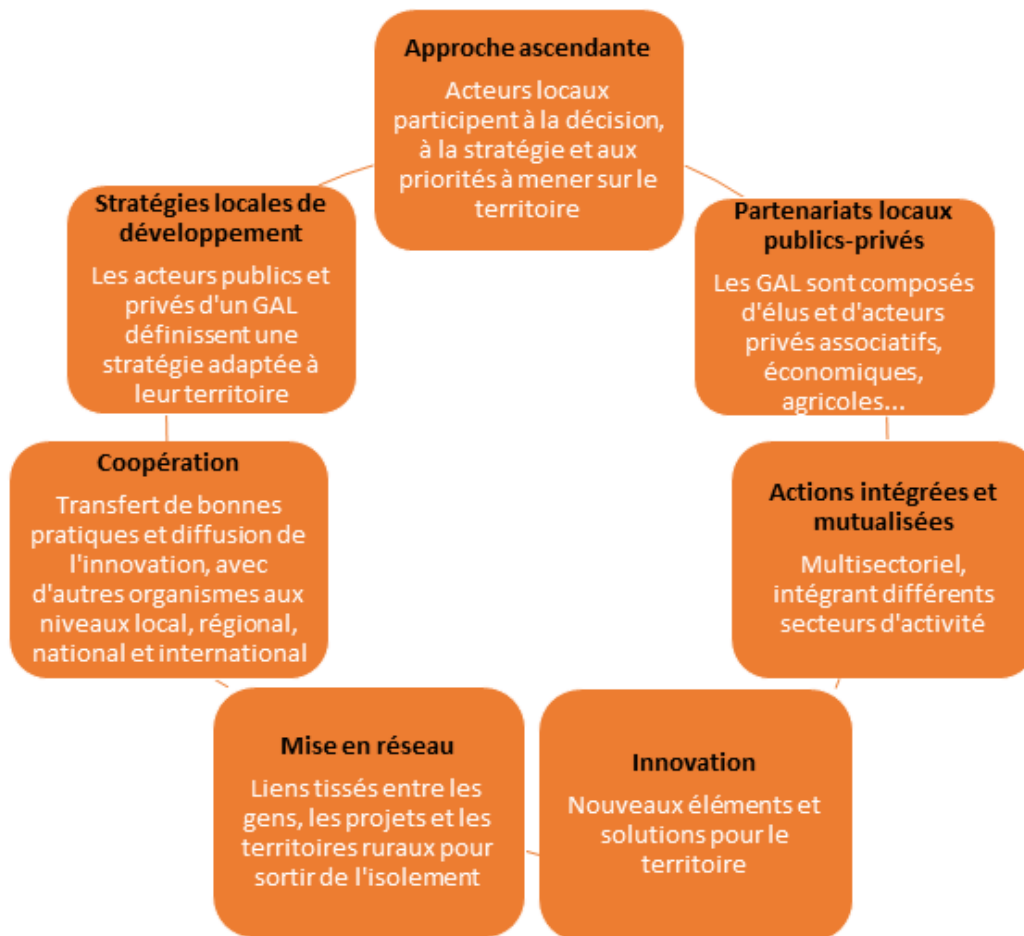 Approche ascendante
Acteurs locaux
participent à la décision,
à la stratégie et aux
priorités à mener sur le
territoire
Partenariats locaux
publics-privés
Les GAL sont composés
d'élus et d'acteurs
privés associatifs,
économiques,
agricoles...
Actions intégrées et
mutualisées
Multisectoriel,
intégrant différents
secteurs d'activité
Innovation
Nouveaux éléments et
solutions pour le
territoire
Mise en réseau
Liens tissés entre les
gens, les projets et les
territoires ruraux pour
sortir de l'isolement
Coopération
Transfert de bonnes
pratiques et diffusion de
l'innovation, avec
d'autres organismes aux
niveaux local, régional,
national et international
Stratégies locales de
développement
Les acteurs publics et
privés d'un GAL
définissent une
stratégie adaptée à
leur territoire